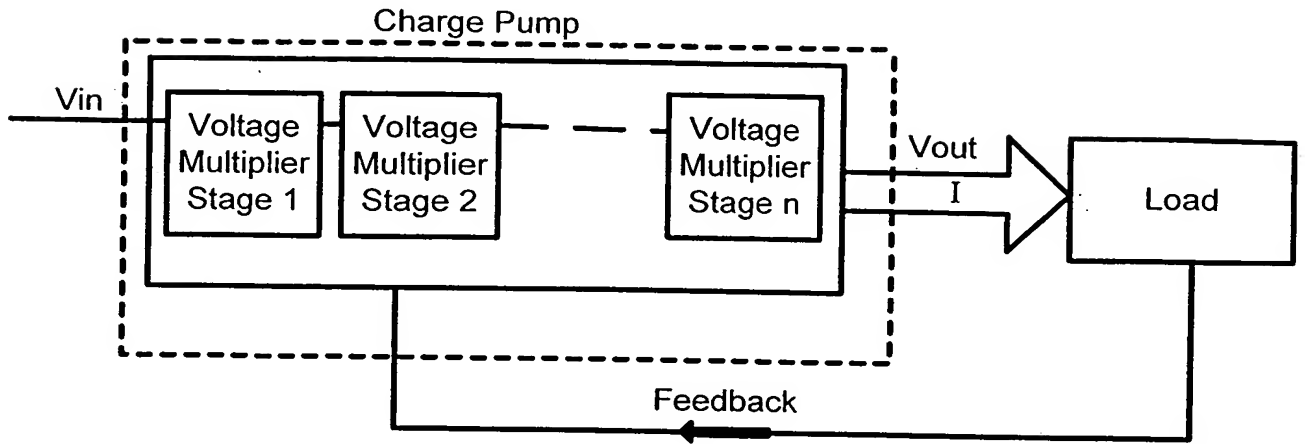 Charge Pump
Vin
Voltage
Multiplier
Stage 1
Voltage
Multiplier
Stage 2
Voltage
Multiplier
Stage n
Vout
I
Load
Feedback